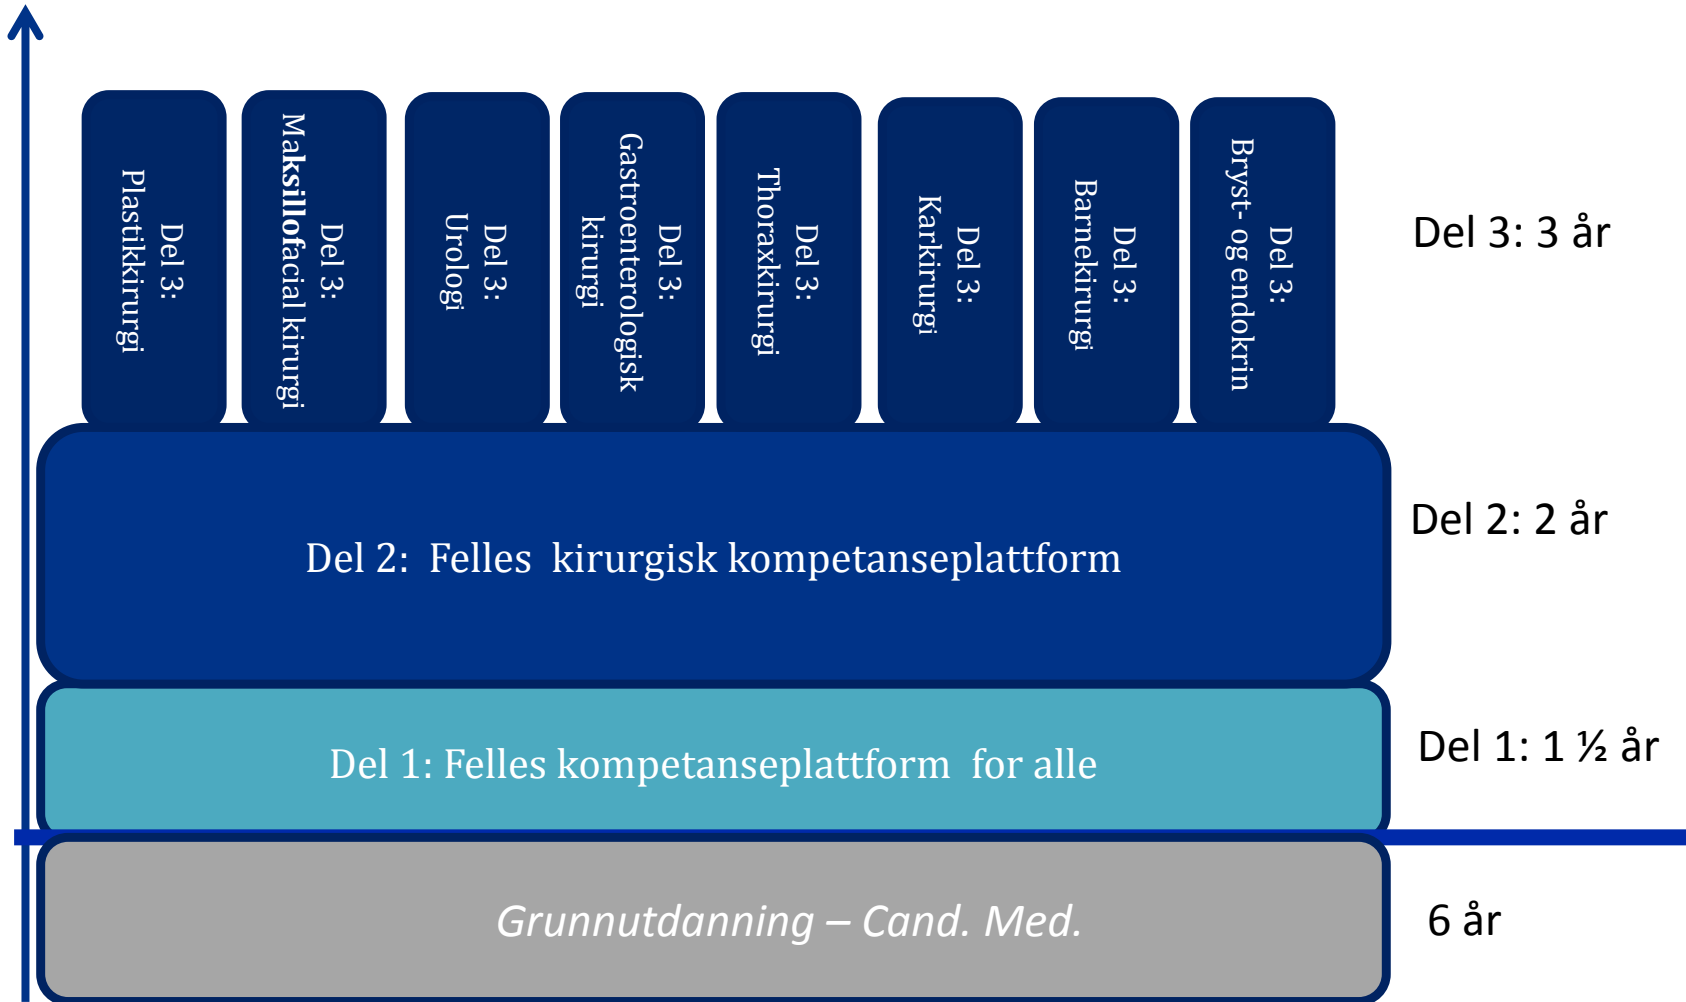 Del 3:
Plastikkirurgi
Del 3:
Maksillofacial kirurgi
Del 3:
Urologi
Del 3:
Gastroenterologisk
kirurgi
Del 3:
Thoraxkirurgi
Del 3:
Karkirurgi
Del 3:
Barnekirurgi
Del 3:
Bryst- og endokrin
Del 3: 3 år
Del 2: Felles kirurgisk kompetanseplattform
Del 2: 2 år
Del 1: Felles kompetanseplattform for alle
Del 1: 1 ½ år
Grunnutdanning – Cand. Med.
6 år